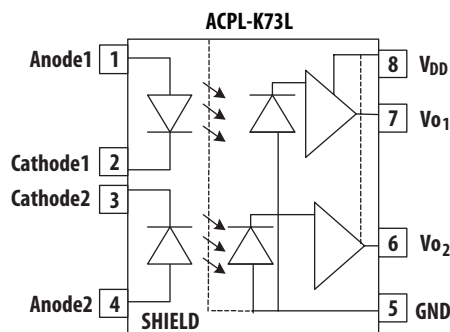 ACPL-K73L
Anode1 1
8 VDD
7 Vo1
Cathode1 2
Cathode2 3
6 Vo2
Anode2 4
5 GND
SHIELD